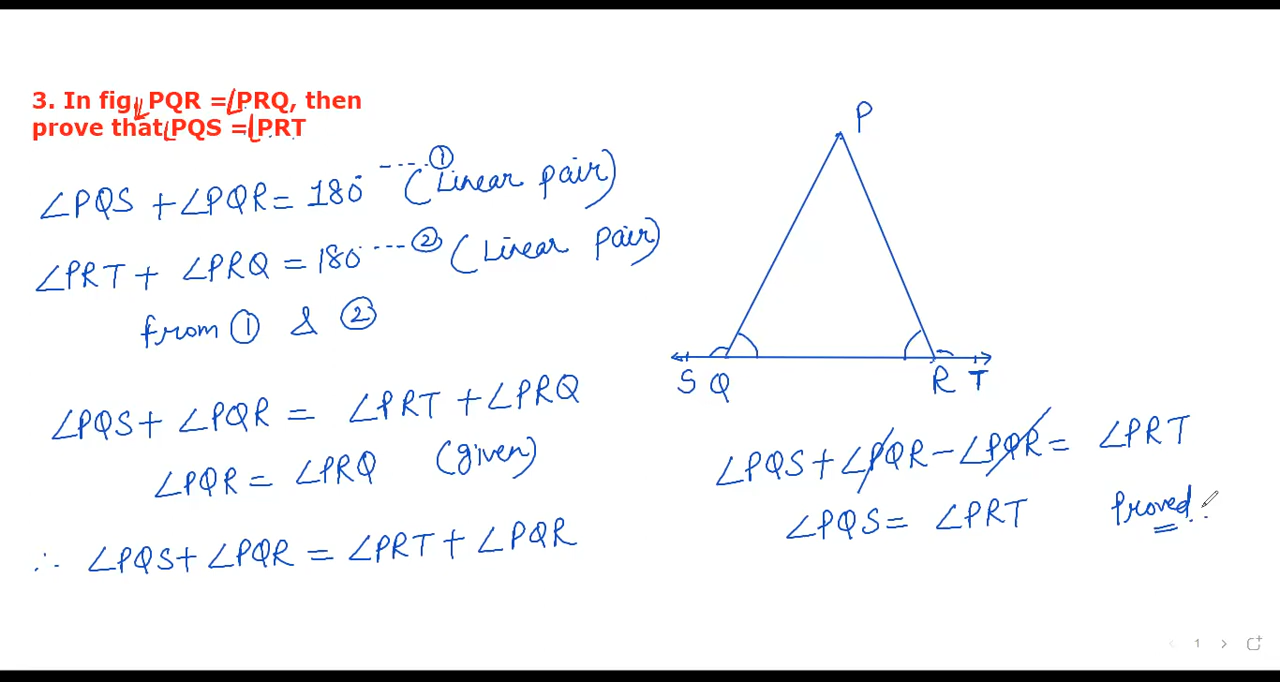 3. In fig, ∠PQR =∠PRQ, then
prove that ∠PQS =∠PRT
∠PQS + ∠PQR = 180° ----① (Linear pair)
∠PRT + ∠PRQ = 180° ----② (Linear Pair)
from ① & ②
∠PQS + ∠PQR = ∠PRT + ∠PRQ
∠PQR = ∠PRQ (given)
∴ ∠PQS + ∠PQR = ∠PRT + ∠PQR
P
S Q R T
∠PQS + ∠PQR − ∠PQR = ∠PRT
∠PQS = ∠PRT Proved.
1